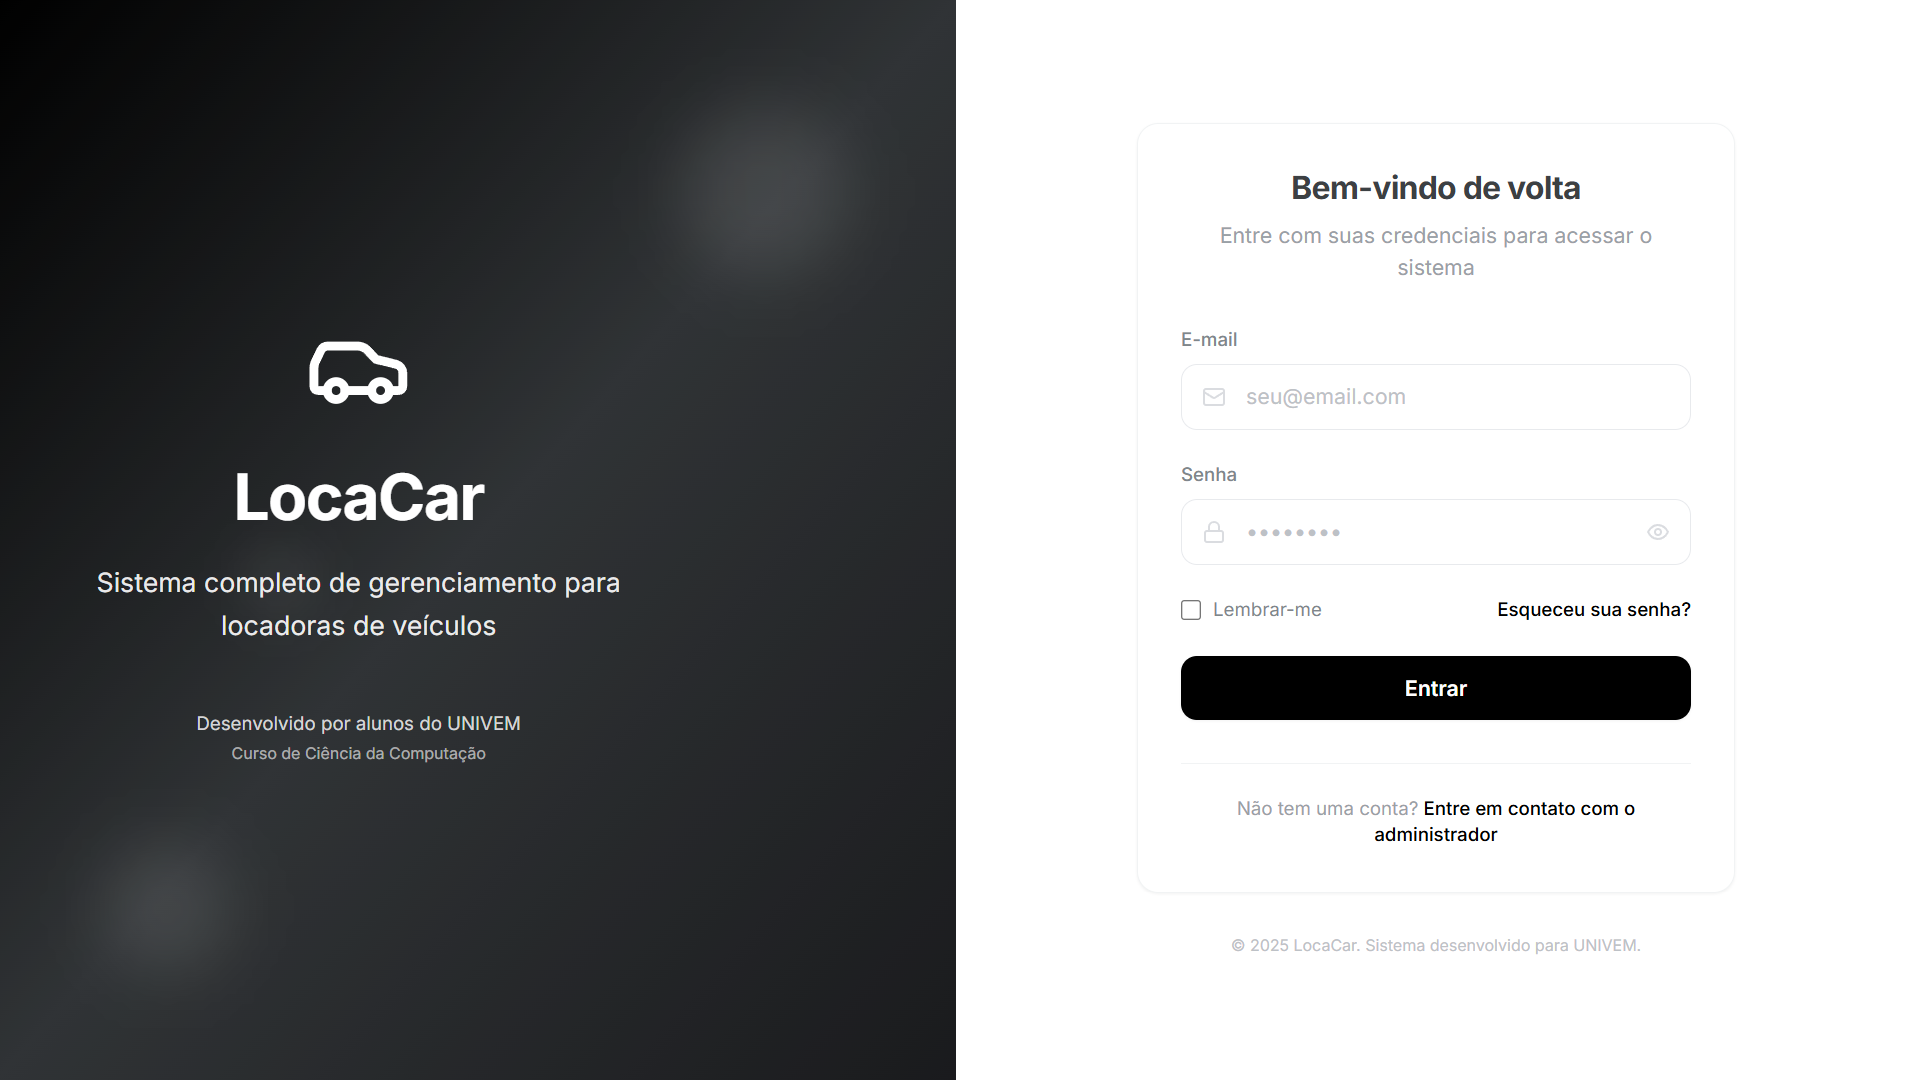 LocaCar
Sistema completo de gerenciamento para
locadoras de veículos
Desenvolvido por alunos do UNIVEM
Curso de Ciência da Computação
Bem-vindo de volta
Entre com suas credenciais para acessar o
sistema
E-mail
seu@email.com
Senha
••••••••
Lembrar-me
Esqueceu sua senha?
Entrar
Não tem uma conta? Entre em contato com o
administrador
© 2025 LocaCar. Sistema desenvolvido para UNIVEM.